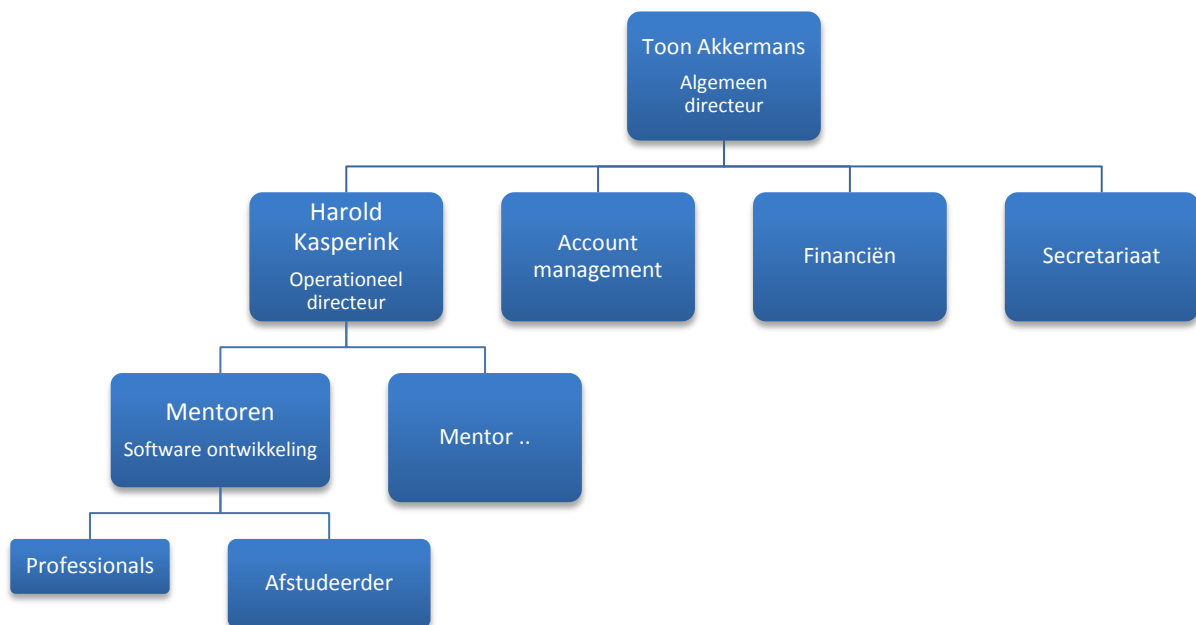 Toon Akkermans
Algemeen
directeur
Harold
Kasperink
Operationeel
directeur
Account
management
Financiën
Secretariaat
Mentoren
Software ontwikkeling
Mentor ..
Professionals
Afstudeerder